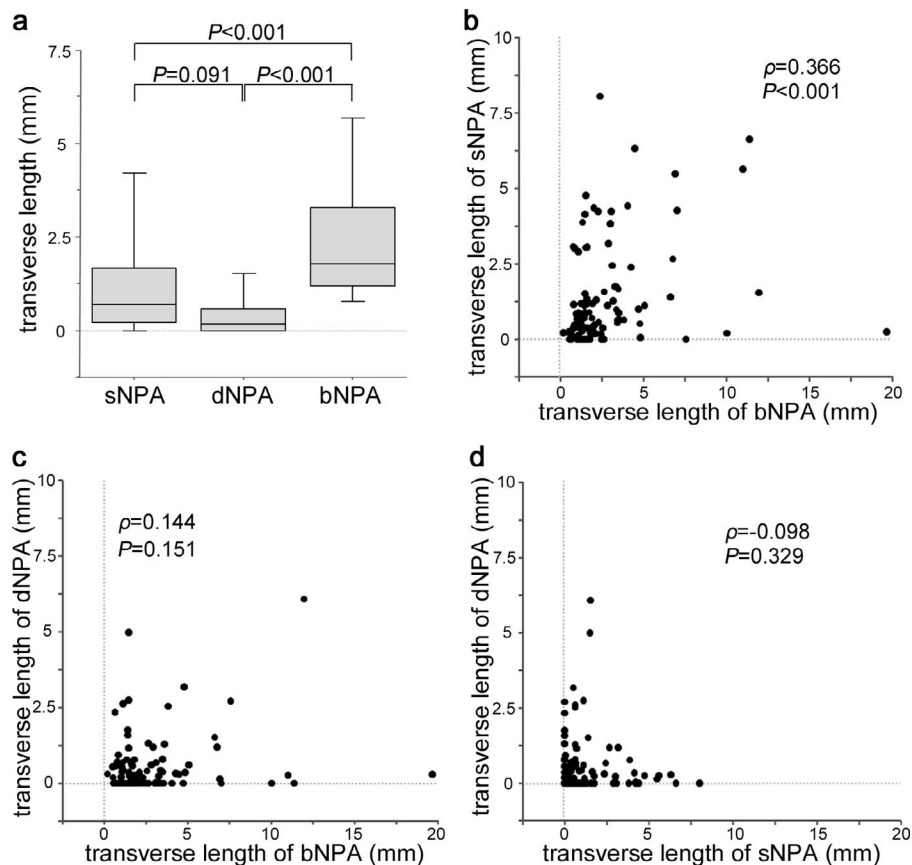 a
P<0.001
P=0.091
P<0.001
transverse length (mm)
7.5
5
2.5
0
sNPA
dNPA
bNPA
b
ρ=0.366
P<0.001
transverse length of sNPA (mm)
10
7.5
5
2.5
0
0
5
10
15
20
transverse length of bNPA (mm)
c
ρ=0.144
P=0.151
transverse length of dNPA (mm)
10
7.5
5
2.5
0
0
5
10
15
20
transverse length of bNPA (mm)
d
ρ=-0.098
P=0.329
transverse length of dNPA (mm)
10
7.5
5
2.5
0
0
5
10
15
20
transverse length of sNPA (mm)